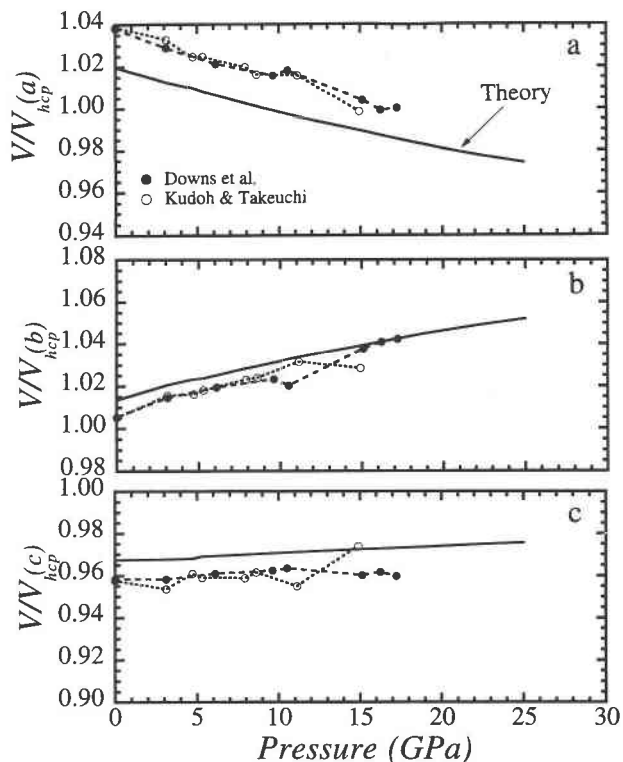 1.04
1.02
1.00
0.98
0.96
0.94
V/V_hcp (a)
a
Theory
Downs et al.
Kudoh & Takeuchi
1.08
1.06
1.04
1.02
1.00
0.98
V/V_hcp (b)
b
1.00
0.98
0.96
0.94
0.92
0.90
V/V_hcp (c)
c
0 5 10 15 20 25 30
Pressure (GPa)